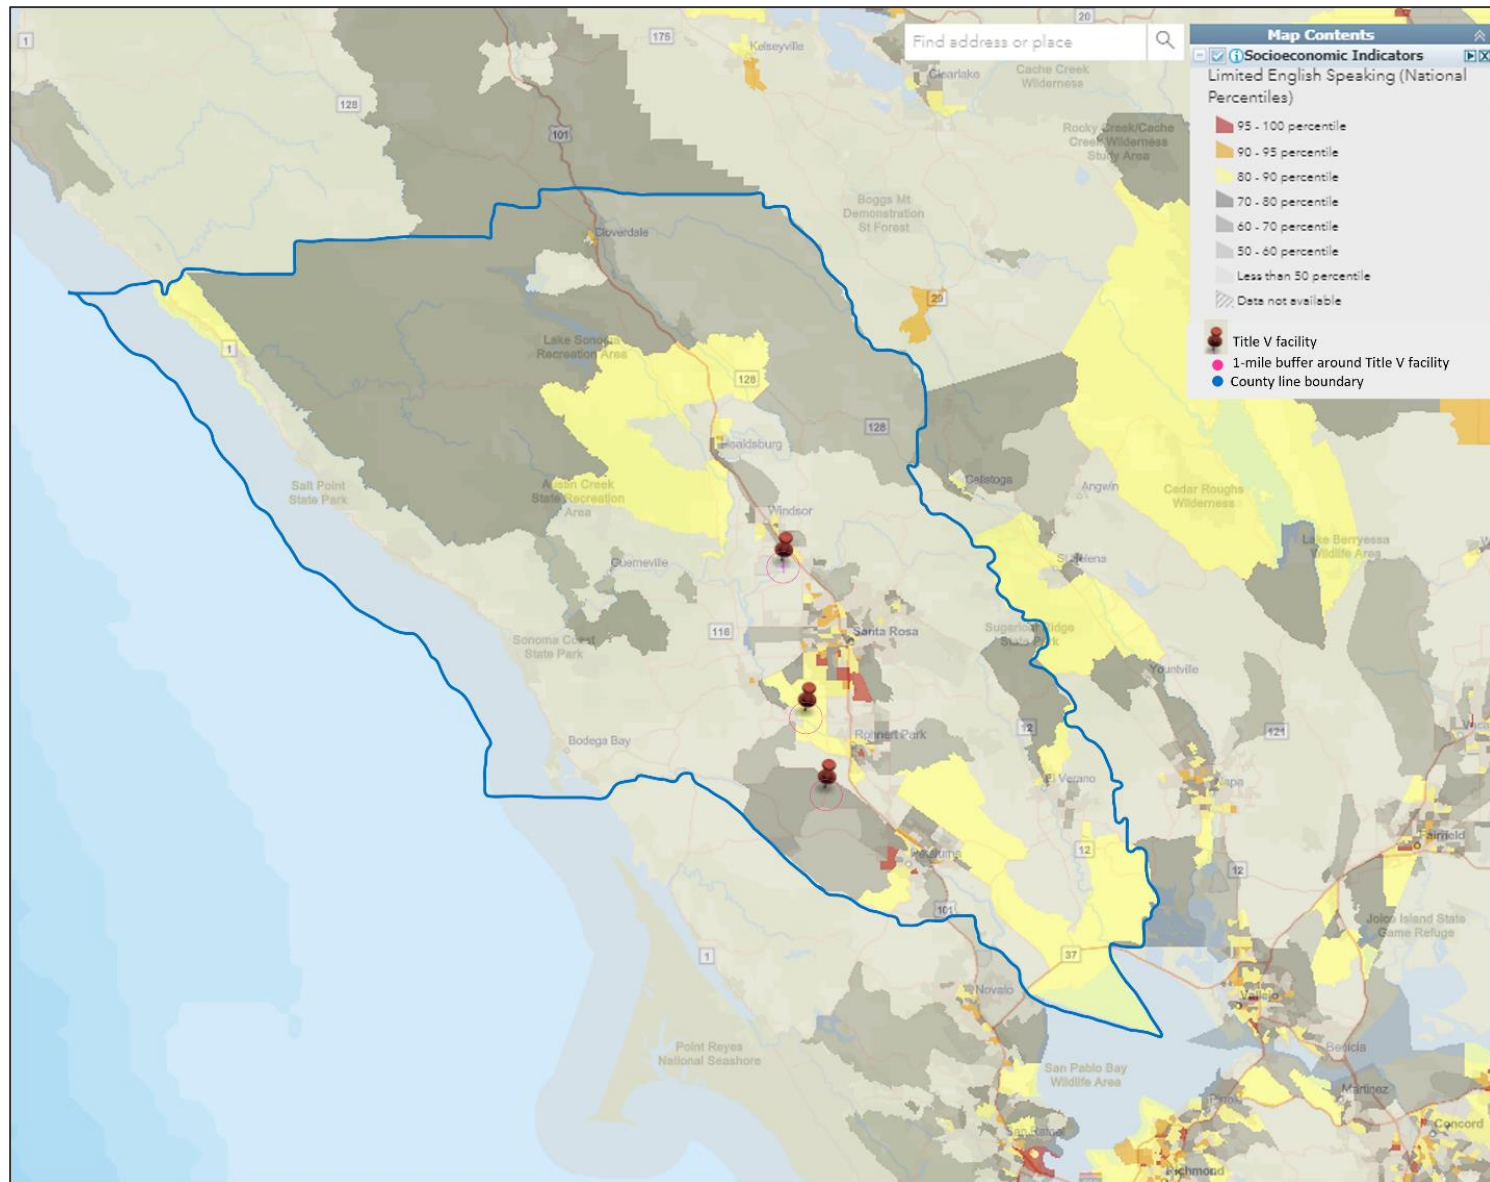 Find address or place
Map Contents
Socioeconomic Indicators
Limited English Speaking (National
Percentiles)
95 - 100 percentile
90 - 95 percentile
80 - 90 percentile
70 - 80 percentile
60 - 70 percentile
50 - 60 percentile
Less than 50 percentile
Data not available
Title V facility
1-mile buffer around Title V facility
County line boundary
1
175
20
Kelseyville
Clearlake
Cache Creek
Wilderness
128
101
Rocky Creek/Cache
Creek Wilderness
Study Area
Boggs Mt
Demonstration
St Forest
Cloverdale
29
Lake Sonoma
Recreation Area
1
128
128
Healdsburg
Calistoga
Angwin
Salt Point
State Park
Austin Creek
State Recreation
Area
Cedar Roughs
Wilderness
Windsor
Lake Berryessa
Wildlife Area
Guerneville
St Helena
116
Santa Rosa
Sugarloaf Ridge
State Park
Sonoma Coast
State Park
Yountville
12
121
Bodega Bay
Rohnert Park
El Verano
Napa
Fairfield
12
Petaluma
12
101
Joice Island State
Game Refuge
1
37
Novato
Vallejo
Point Reyes
National Seashore
Benicia
San Pablo Bay
Wildlife Area
Martinez
Pinole
San Rafael
Concord
Richmond